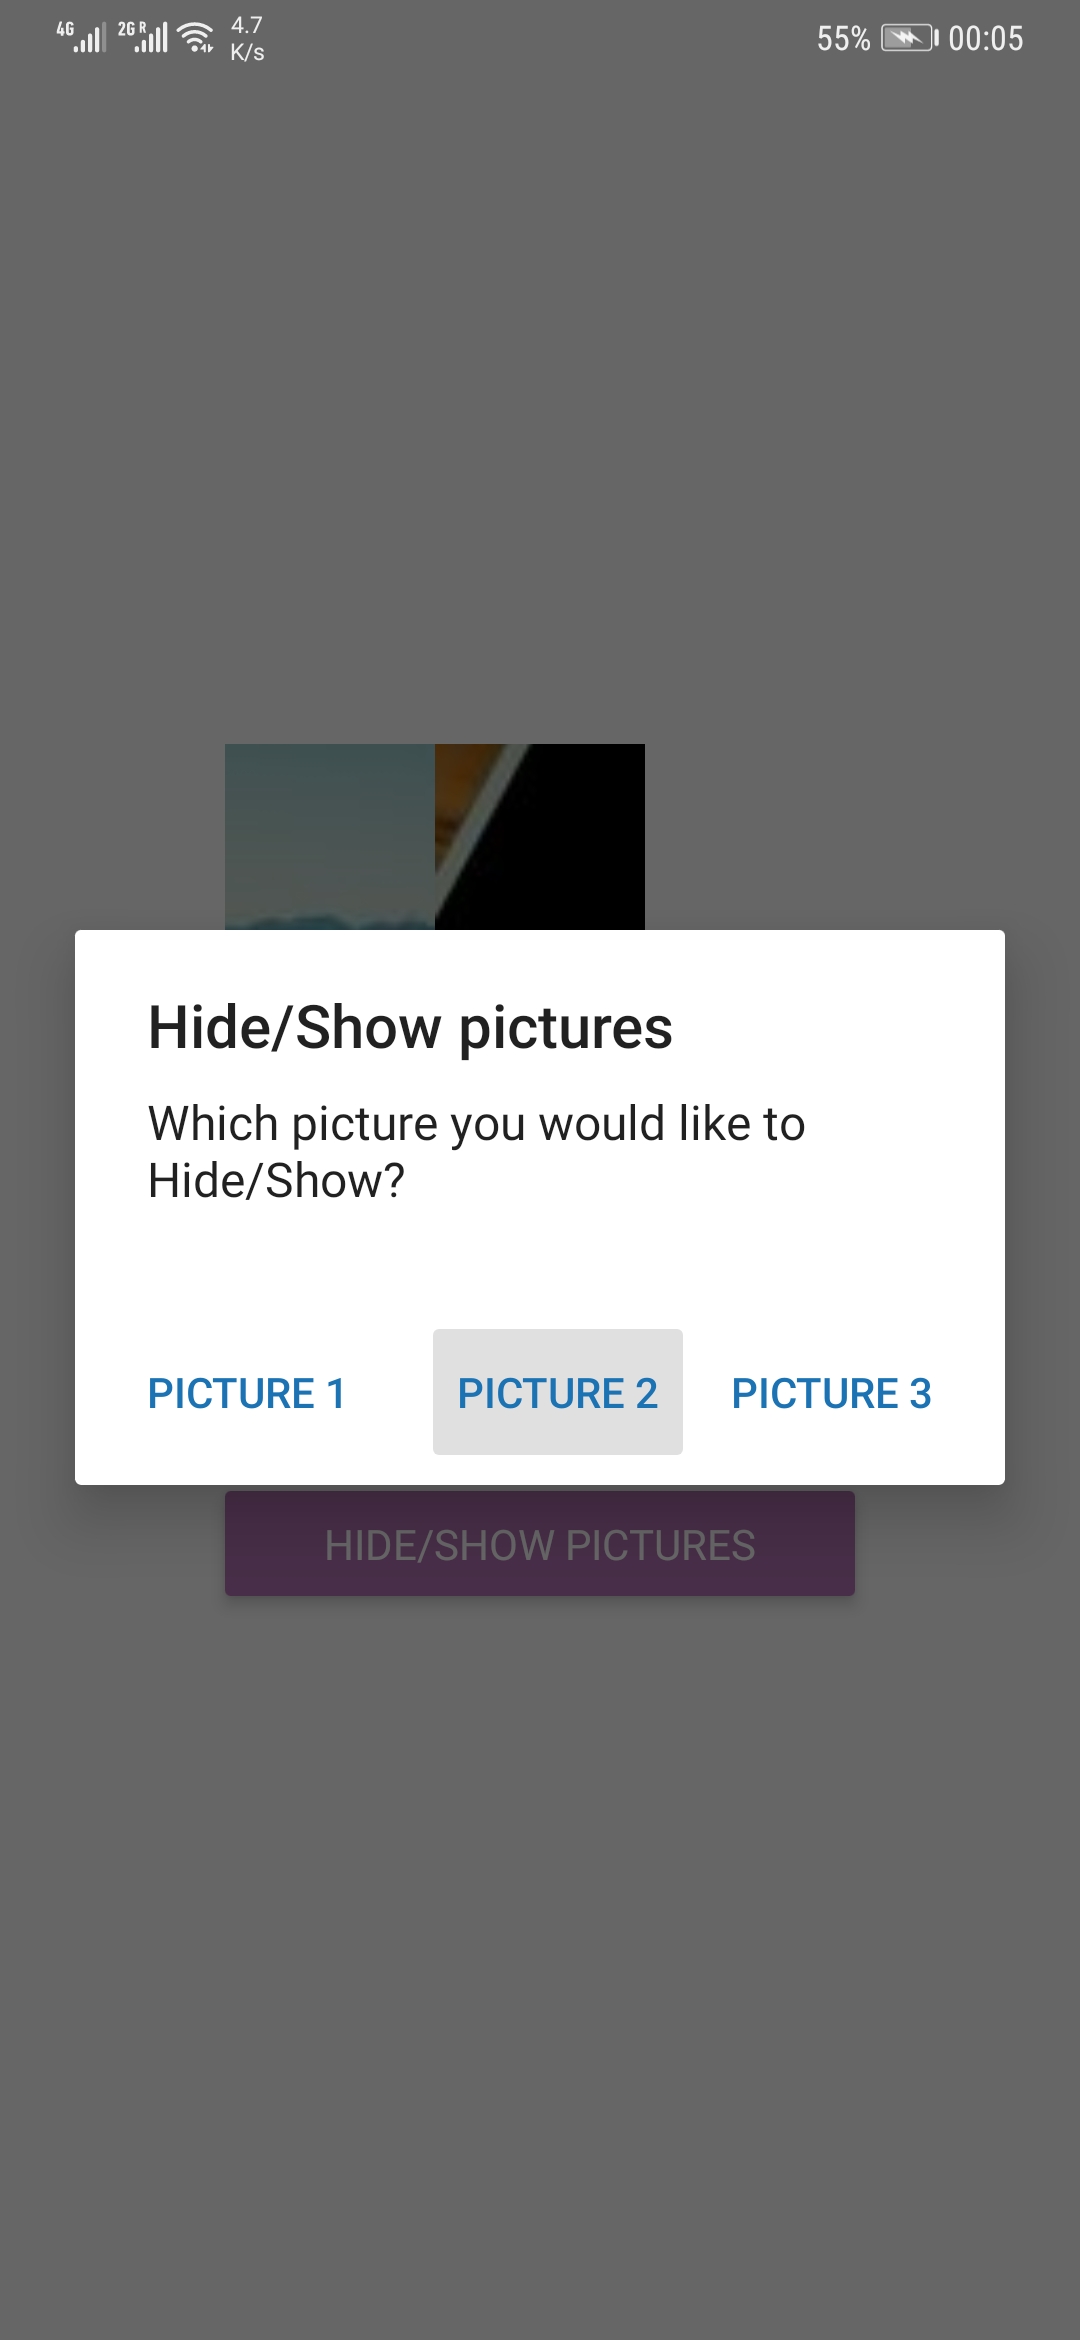 4G 2G R 4.7 K/s 55% 00:05
Hide/Show pictures
Which picture you would like to
Hide/Show?
PICTURE 1 PICTURE 2 PICTURE 3
HIDE/SHOW PICTURES